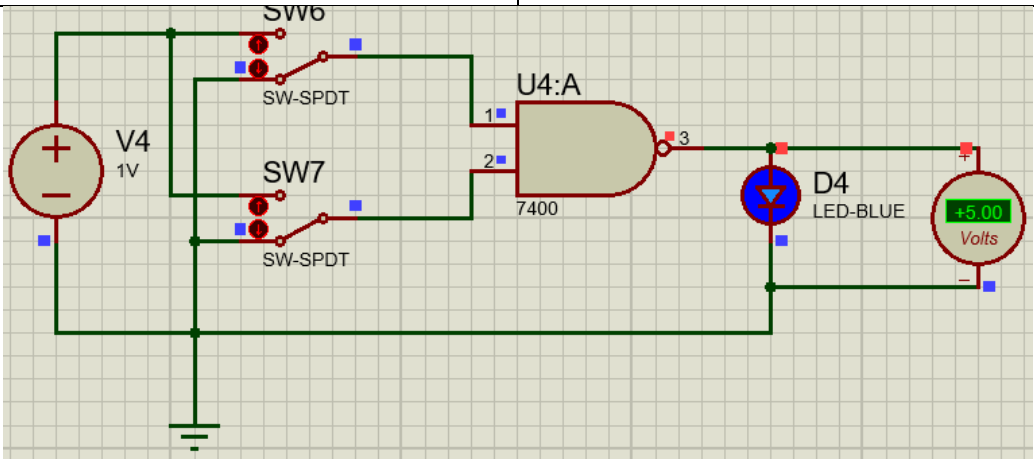 SW6
SW-SPDT
U4:A
1
3
V4
1V
2
SW7
D4
7400
LED-BLUE
+5.00
Volts
SW-SPDT